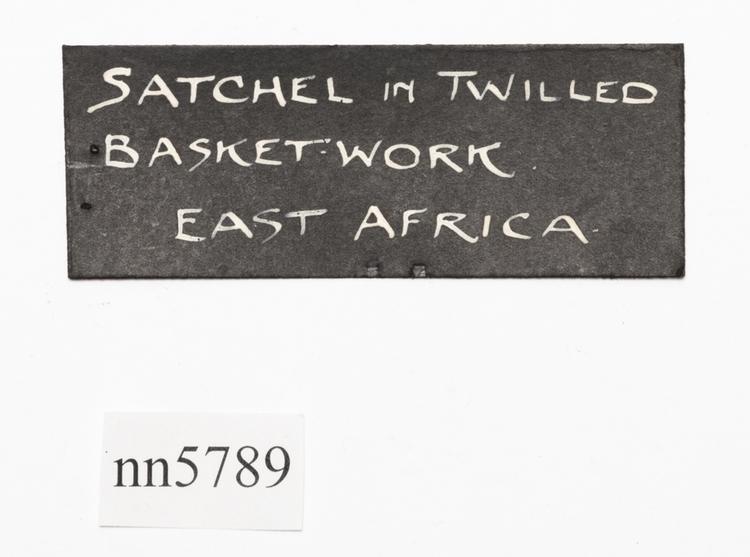 SATCHEL IN TWILLED
BASKET-WORK.
EAST AFRICA.
nn5789